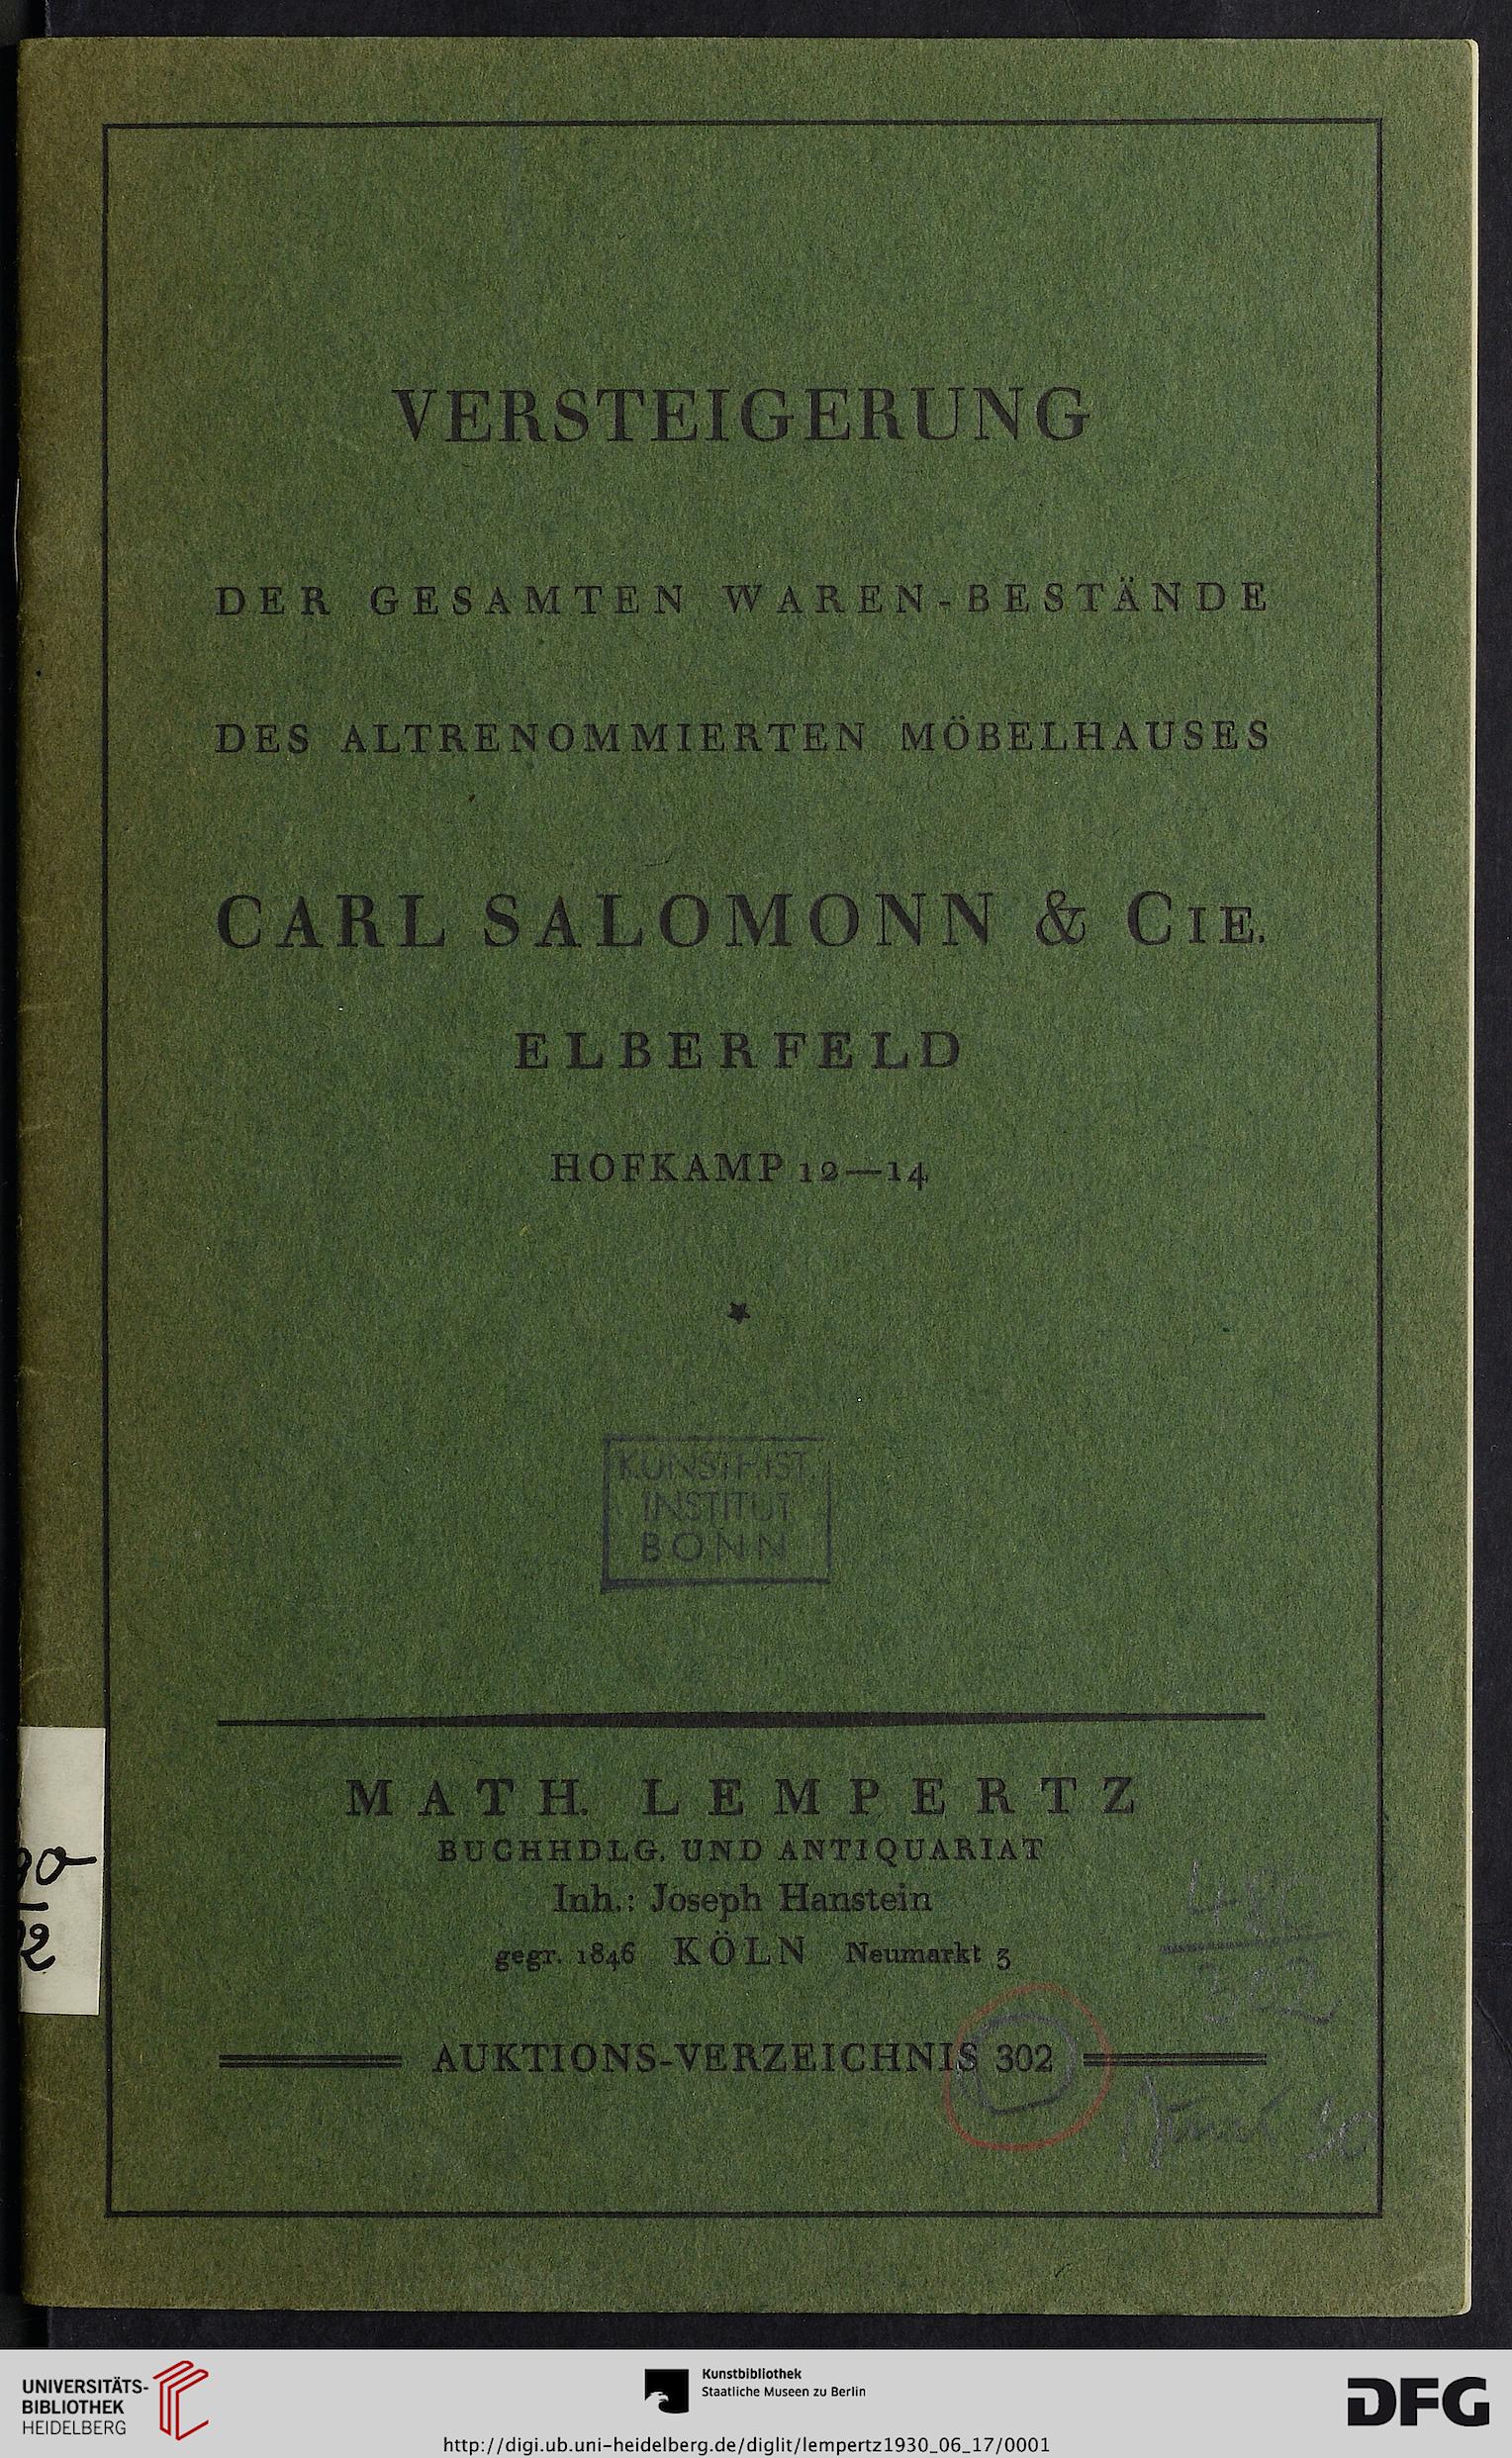 VERSTEIGERUNG
DER GESAMTEN WAREN-BESTÄNDE
DES ALTRENOMMIERTEN MÖBELHAUSES
CARL SALOMONN & CIE.
ELBERFELD
HOFKAMP 12—14
KUNSTHIST.
INSTITUT
BONN
MATH. LEMPERTZ
BUCHHDLG. UND ANTIQUARIAT
Inh.: Joseph Hanstein
gegr. 1846 KÖLN Neumarkt 3
302
AUKTIONS-VERZEICHNIS 302
UNIVERSITÄTS-
BIBLIOTHEK
HEIDELBERG
Kunstbibliothek
Staatliche Museen zu Berlin
DFG
http://digi.ub.uni-heidelberg.de/diglit/lempertz1930_06_17/0001